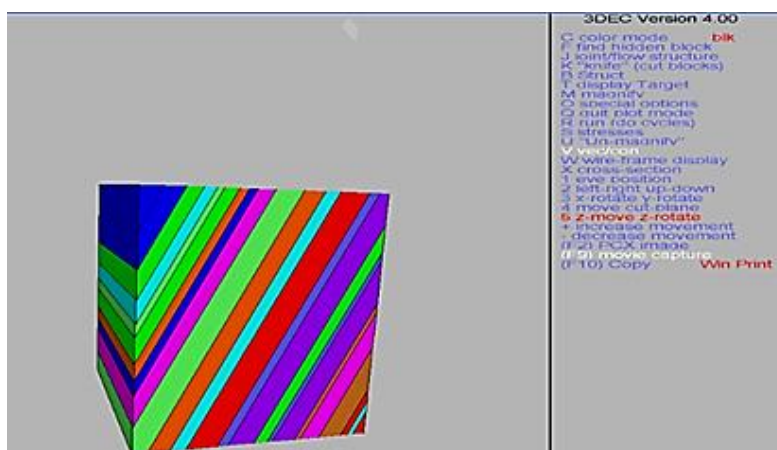 3DEC Version 4.00
C color mode blk
F find hidden block
J joint/flow structure
K "knife" (cut blocks)
B Struct
T display Target
M magnify
O special options
Q quit plot mode
R run (do cycles)
S stresses
U "Un-magnify"
V vec/con
W wire-frame display
X cross-section
1 eye position
2 left-right up-down
3 x-rotate y-rotate
4 move cut-plane
5 z-move z-rotate
+ increase movement
- decrease movement
(F2) PCX image
(F9) movie capture
(F10) Copy Win Print